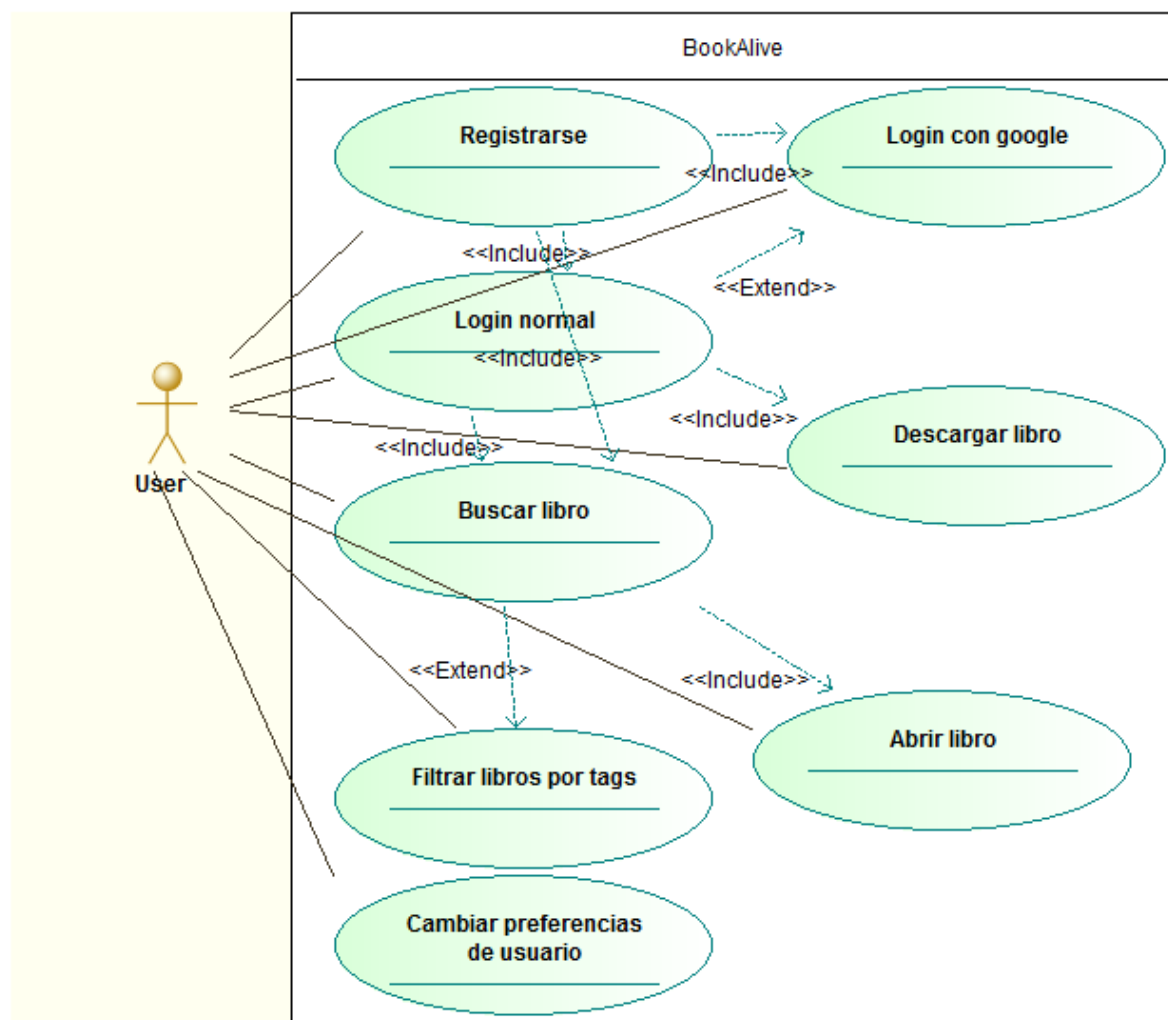 BookAlive
Registrarse
Login con google
<<Include>>
<<Include>>
<<Extend>>
Login normal
<<Include>>
<<Include>>
<<Include>>
Descargar libro
User
Buscar libro
<<Extend>>
<<Include>>
Abrir libro
Filtrar libros por tags
Cambiar preferencias
de usuario